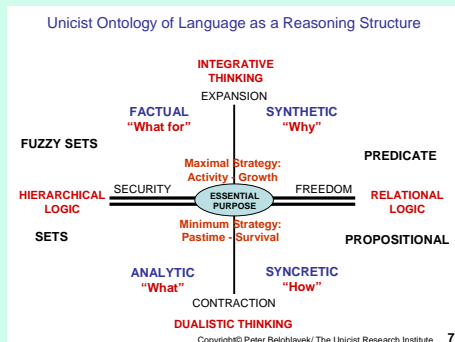 Unicist Ontology of Language as a Reasoning Structure
INTEGRATIVE
THINKING
EXPANSION
FACTUAL
"What for"
SYNTHETIC
"Why"
FUZZY SETS
PREDICATE
Maximal Strategy:
Activity - Growth
HIERARCHICAL
LOGIC
SECURITY
ESSENTIAL
PURPOSE
FREEDOM
RELATIONAL
LOGIC
Minimum Strategy:
Pastime - Survival
SETS
PROPOSITIONAL
ANALYTIC
"What"
SYNCRETIC
"How"
CONTRACTION
DUALISTIC THINKING
Copyright© Peter Belohlavek/ The Unicist Research Institute 7